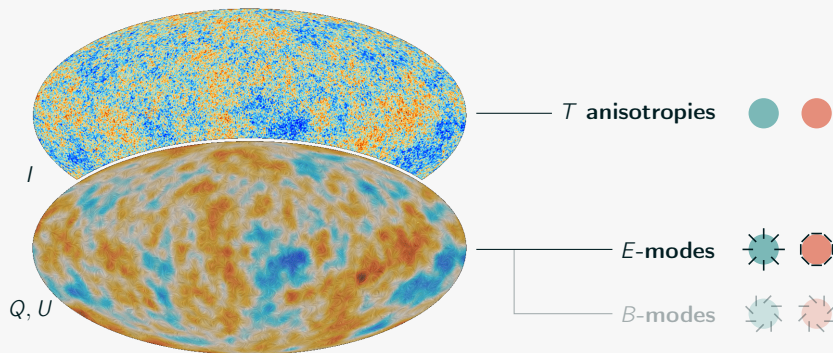 T anisotropies
I
E-modes
Q, U
B-modes